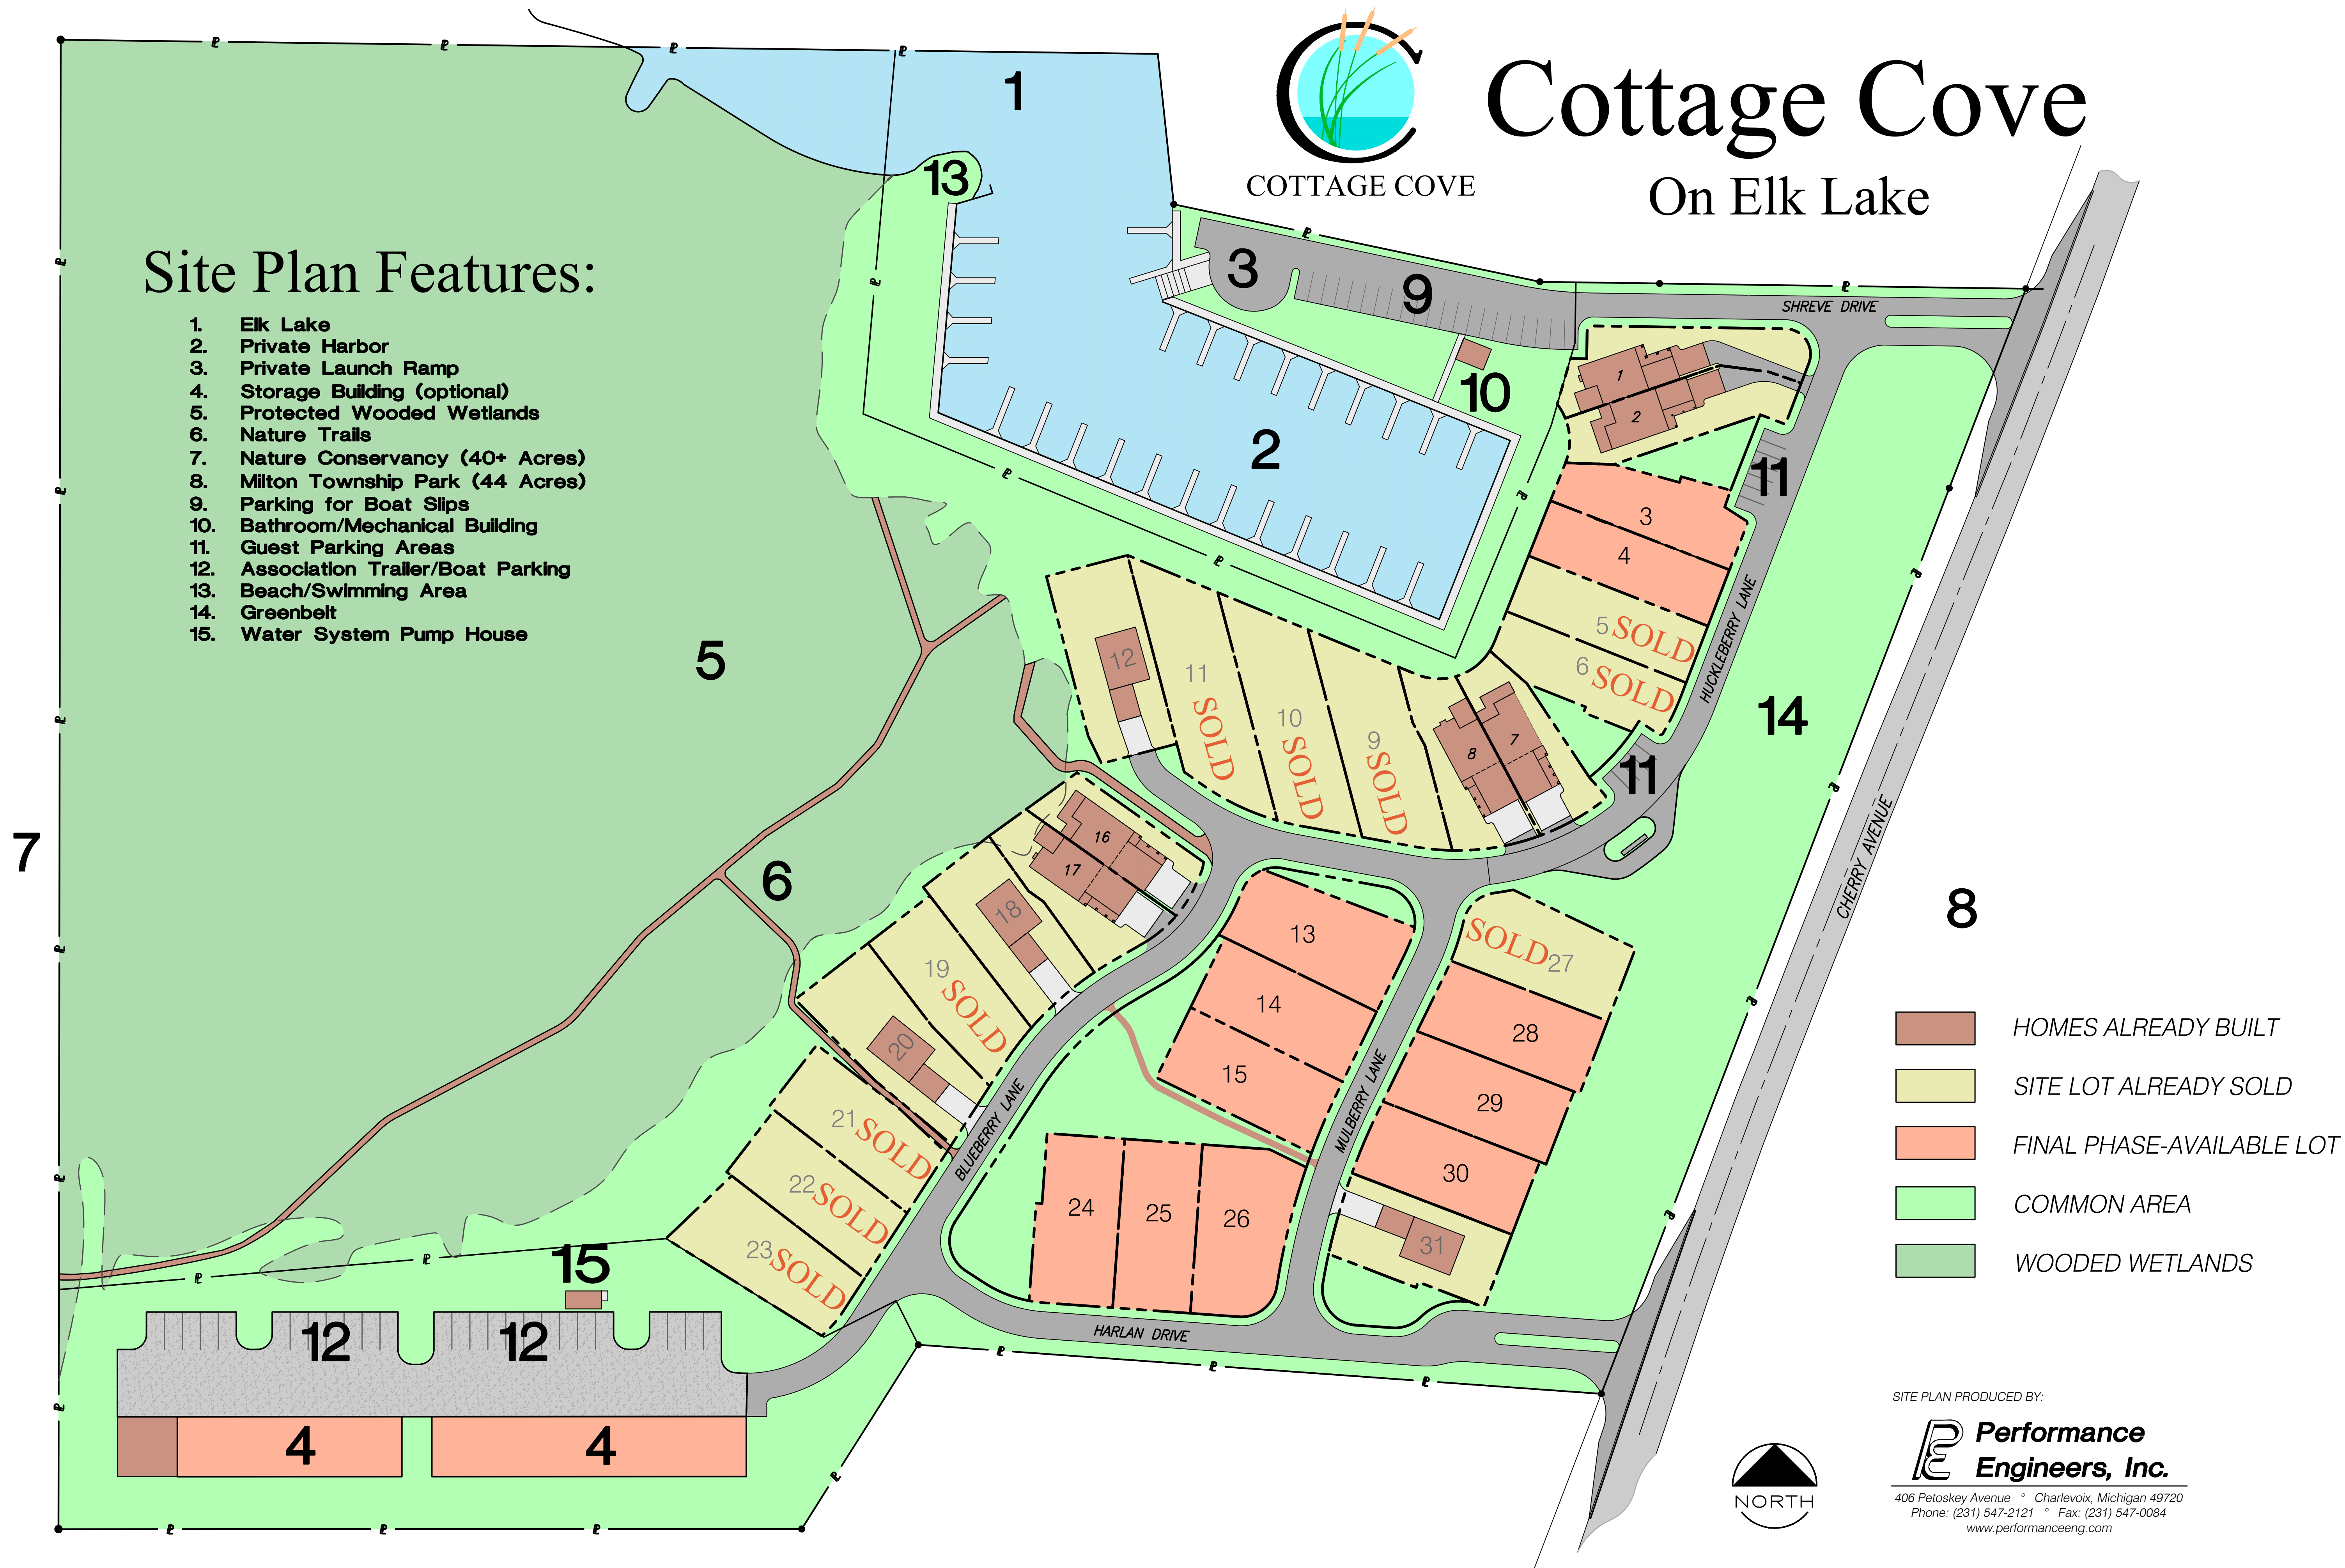 Cottage Cove
On Elk Lake
COTTAGE COVE
Site Plan Features:
1. Elk Lake
2. Private Harbor
3. Private Launch Ramp
4. Storage Building (optional)
5. Protected Wooded Wetlands
6. Nature Trails
7. Nature Conservancy (40+ Acres)
8. Milton Township Park (44 Acres)
9. Parking for Boat Slips
10. Bathroom/Mechanical Building
11. Guest Parking Areas
12. Association Trailer/Boat Parking
13. Beach/Swimming Area
14. Greenbelt
15. Water System Pump House
1
13
3
9
10
2
11
5
14
11
7
6
8
15
12
12
4
4
SHREVE DRIVE
HUCKLEBERRY LANE
CHERRY AVENUE
BLUEBERRY LANE
MULBERRY LANE
HARLAN DRIVE
1
2
3
4
5 SOLD
6 SOLD
7
8
9 SOLD
10 SOLD
11 SOLD
12
16
17
18
19 SOLD
20
21 SOLD
22 SOLD
23 SOLD
13
14
15
24
25
26
SOLD 27
28
29
30
31
HOMES ALREADY BUILT
SITE LOT ALREADY SOLD
FINAL PHASE-AVAILABLE LOT
COMMON AREA
WOODED WETLANDS
NORTH
SITE PLAN PRODUCED BY:
Performance
Engineers, Inc.
406 Petoskey Avenue ° Charlevoix, Michigan 49720
Phone: (231) 547-2121 ° Fax: (231) 547-0084
www.performanceeng.com